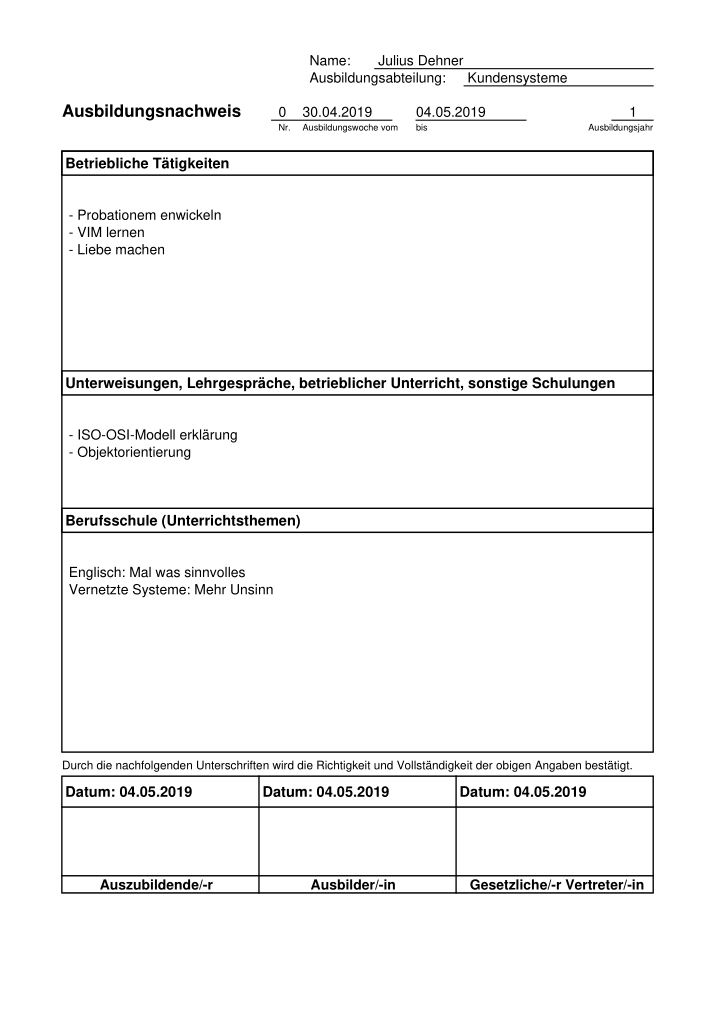 Name: Julius Dehner
Ausbildungsabteilung: Kundensysteme
Ausbildungsnachweis 0 30.04.2019 04.05.2019 1
Nr. Ausbildungswoche vom bis Ausbildungsjahr
Betriebliche Tätigkeiten
- Probationem enwickeln
- VIM lernen
- Liebe machen
Unterweisungen, Lehrgespräche, betrieblicher Unterricht, sonstige Schulungen
- ISO-OSI-Modell erklärung
- Objektorientierung
Berufsschule (Unterrichtsthemen)
Englisch: Mal was sinnvolles
Vernetzte Systeme: Mehr Unsinn
Durch die nachfolgenden Unterschriften wird die Richtigkeit und Vollständigkeit der obigen Angaben bestätigt.
Datum: 04.05.2019 Datum: 04.05.2019 Datum: 04.05.2019
Auszubildende/-r Ausbilder/-in Gesetzliche/-r Vertreter/-in